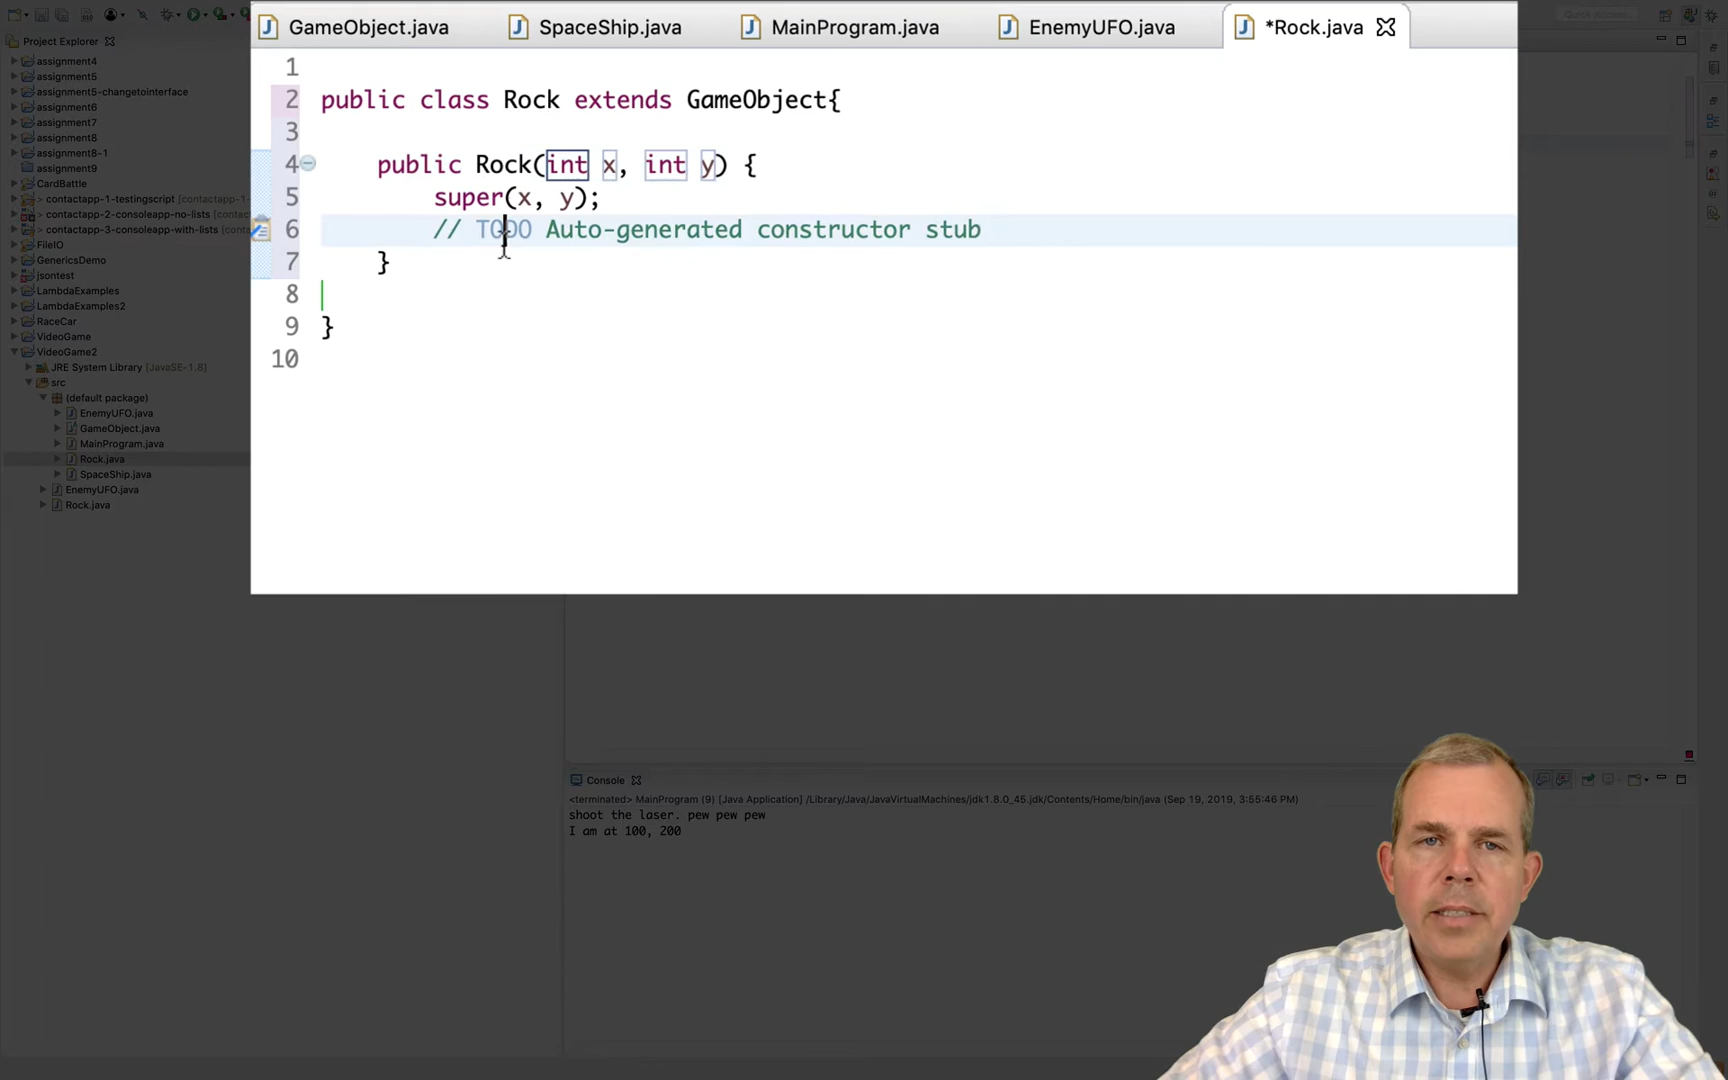 Quick Access
GameObject.java
SpaceShip.java
MainProgram.java
EnemyUFO.java
*Rock.java
Project Explorer
assignment4
assignment5
assignment5-changetointerface
assignment6
assignment7
assignment8
assignment8-1
assignment9
CardBattle
contactapp-1-testingscript [contactapp-1-
contactapp-2-consoleapp-no-lists [contac
contactapp-3-consoleapp-with-lists [conta
FileIO
GenericsDemo
jsontest
LambdaExamples
LambdaExamples2
RaceCar
VideoGame
VideoGame2
JRE System Library [JavaSE-1.8]
src
(default package)
EnemyUFO.java
GameObject.java
MainProgram.java
Rock.java
SpaceShip.java
EnemyUFO.java
Rock.java
1
2 public class Rock extends GameObject{
3
4 public Rock(int x, int y) {
5 super(x, y);
6 // TODO Auto-generated constructor stub
7 }
8
9 }
10
Console
<terminated> MainProgram (9) [Java Application] /Library/Java/JavaVirtualMachines/jdk1.8.0_45.jdk/Contents/Home/bin/java (Sep 19, 2019, 3:55:46 PM)
shoot the laser. pew pew pew
I am at 100, 200